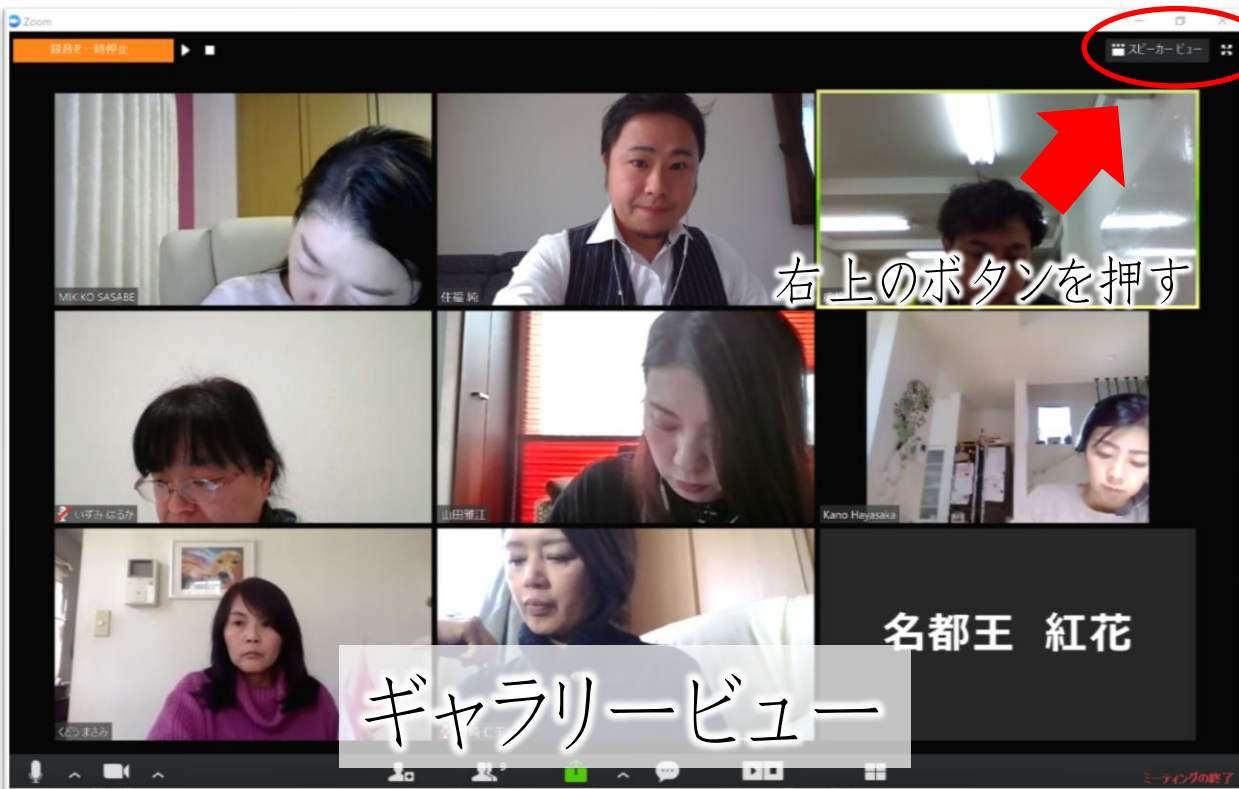 Zoom
録音を一時停止
スピーカー ビュー
MIKIKO SASABE
住福 純
右上のボタンを押す
いずみ はるか
山田雅江
Kano Hayasaka
くどう まさみ
名都王 紅花
ギャラリービュー
9
ミーティングの終了